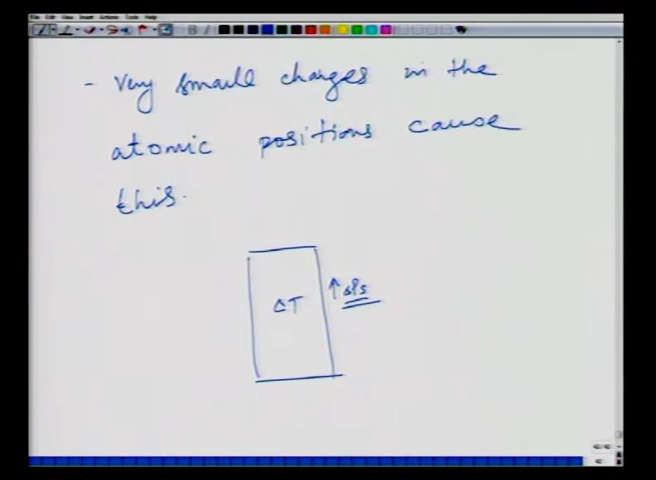 - Very small changes in the
atomic positions cause
this.
ΔT
↑ δPs